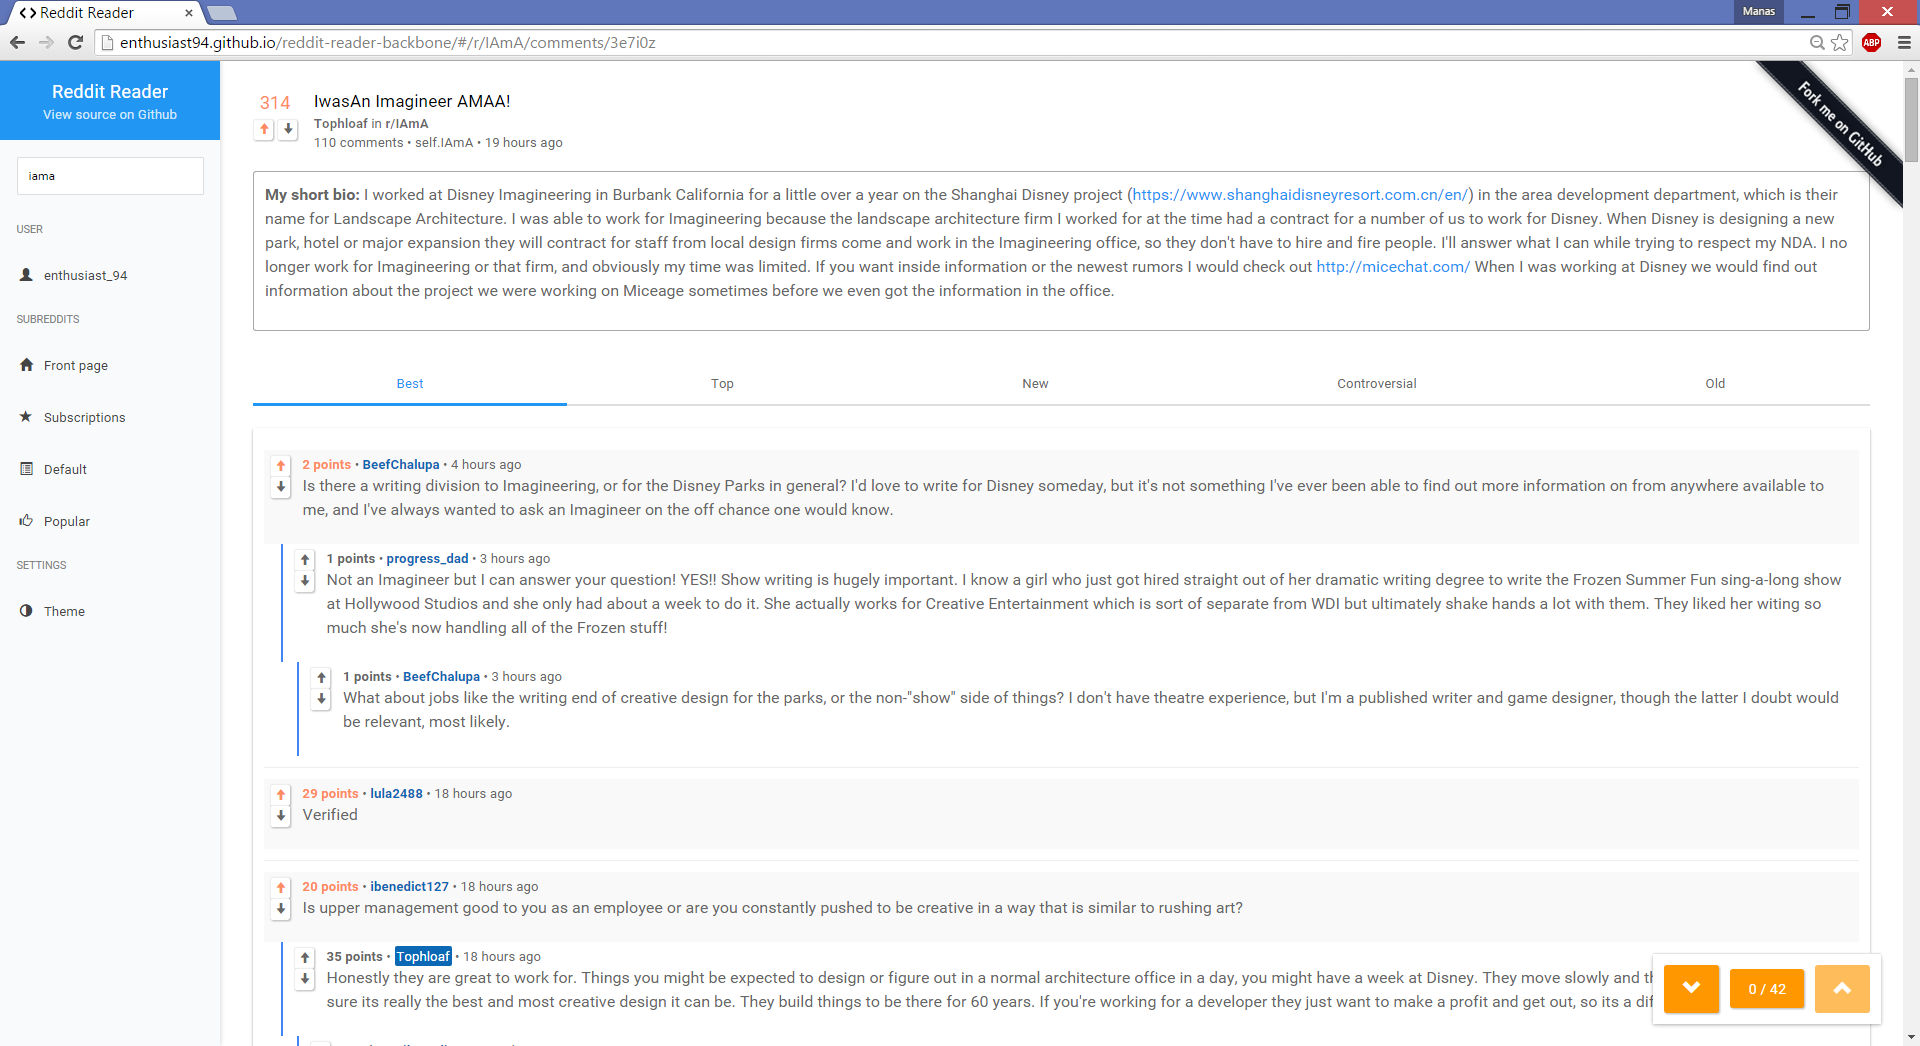 Reddit Reader
Manas
enthusiast94.github.io/reddit-reader-backbone/#/r/IAmA/comments/3e7i0z
ABP
Reddit Reader
View source on Github
iama
USER
enthusiast_94
SUBREDDITS
Front page
Subscriptions
Default
Popular
SETTINGS
Theme
Fork me on GitHub
314
IwasAn Imagineer AMAA!
Tophloaf in r/IAmA
110 comments • self.IAmA • 19 hours ago
My short bio: I worked at Disney Imagineering in Burbank California for a little over a year on the Shanghai Disney project (https://www.shanghaidisneyresort.com.cn/en/) in the area development department, which is their
name for Landscape Architecture. I was able to work for Imagineering because the landscape architecture firm I worked for at the time had a contract for a number of us to work for Disney. When Disney is designing a new
park, hotel or major expansion they will contract for staff from local design firms come and work in the Imagineering office, so they don't have to hire and fire people. I'll answer what I can while trying to respect my NDA. I no
longer work for Imagineering or that firm, and obviously my time was limited. If you want inside information or the newest rumors I would check out http://micechat.com/ When I was working at Disney we would find out
information about the project we were working on Miceage sometimes before we even got the information in the office.
Best Top New Controversial Old
2 points • BeefChalupa • 4 hours ago
Is there a writing division to Imagineering, or for the Disney Parks in general? I'd love to write for Disney someday, but it's not something I've ever been able to find out more information on from anywhere available to
me, and I've always wanted to ask an Imagineer on the off chance one would know.
1 points • progress_dad • 3 hours ago
Not an Imagineer but I can answer your question! YES!! Show writing is hugely important. I know a girl who just got hired straight out of her dramatic writing degree to write the Frozen Summer Fun sing-a-long show
at Hollywood Studios and she only had about a week to do it. She actually works for Creative Entertainment which is sort of separate from WDI but ultimately shake hands a lot with them. They liked her witing so
much she's now handling all of the Frozen stuff!
1 points • BeefChalupa • 3 hours ago
What about jobs like the writing end of creative design for the parks, or the non-"show" side of things? I don't have theatre experience, but I'm a published writer and game designer, though the latter I doubt would
be relevant, most likely.
29 points • lula2488 • 18 hours ago
Verified
20 points • ibenedict127 • 18 hours ago
Is upper management good to you as an employee or are you constantly pushed to be creative in a way that is similar to rushing art?
35 points • Tophloaf • 18 hours ago
Honestly they are great to work for. Things you might be expected to design or figure out in a normal architecture office in a day, you might have a week at Disney. They move slowly and
sure its really the best and most creative design it can be. They build things to be there for 60 years. If you're working for a developer they just want to make a profit and get out, so its a
0 / 42